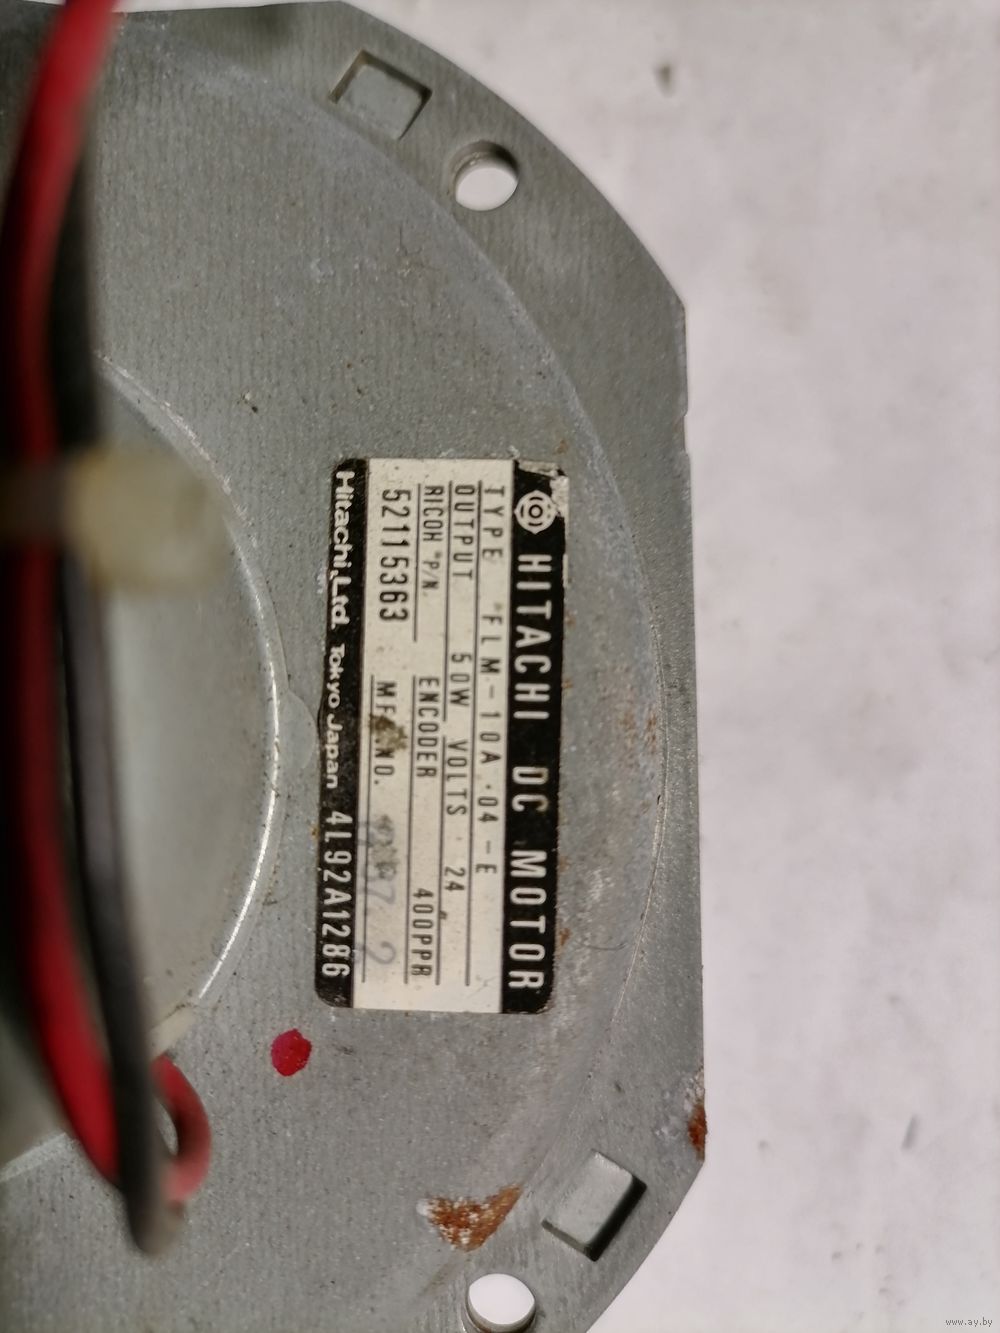 HITACHI DC MOTOR
TYPE FLM-10A-04-E
OUTPUT 50W VOLTS 24
RICOH P/N. ENCODER 400PPR
52115363 MF.NO.
Hitachi, Ltd. Tokyo Japan 4L92A1286
www.ay.by